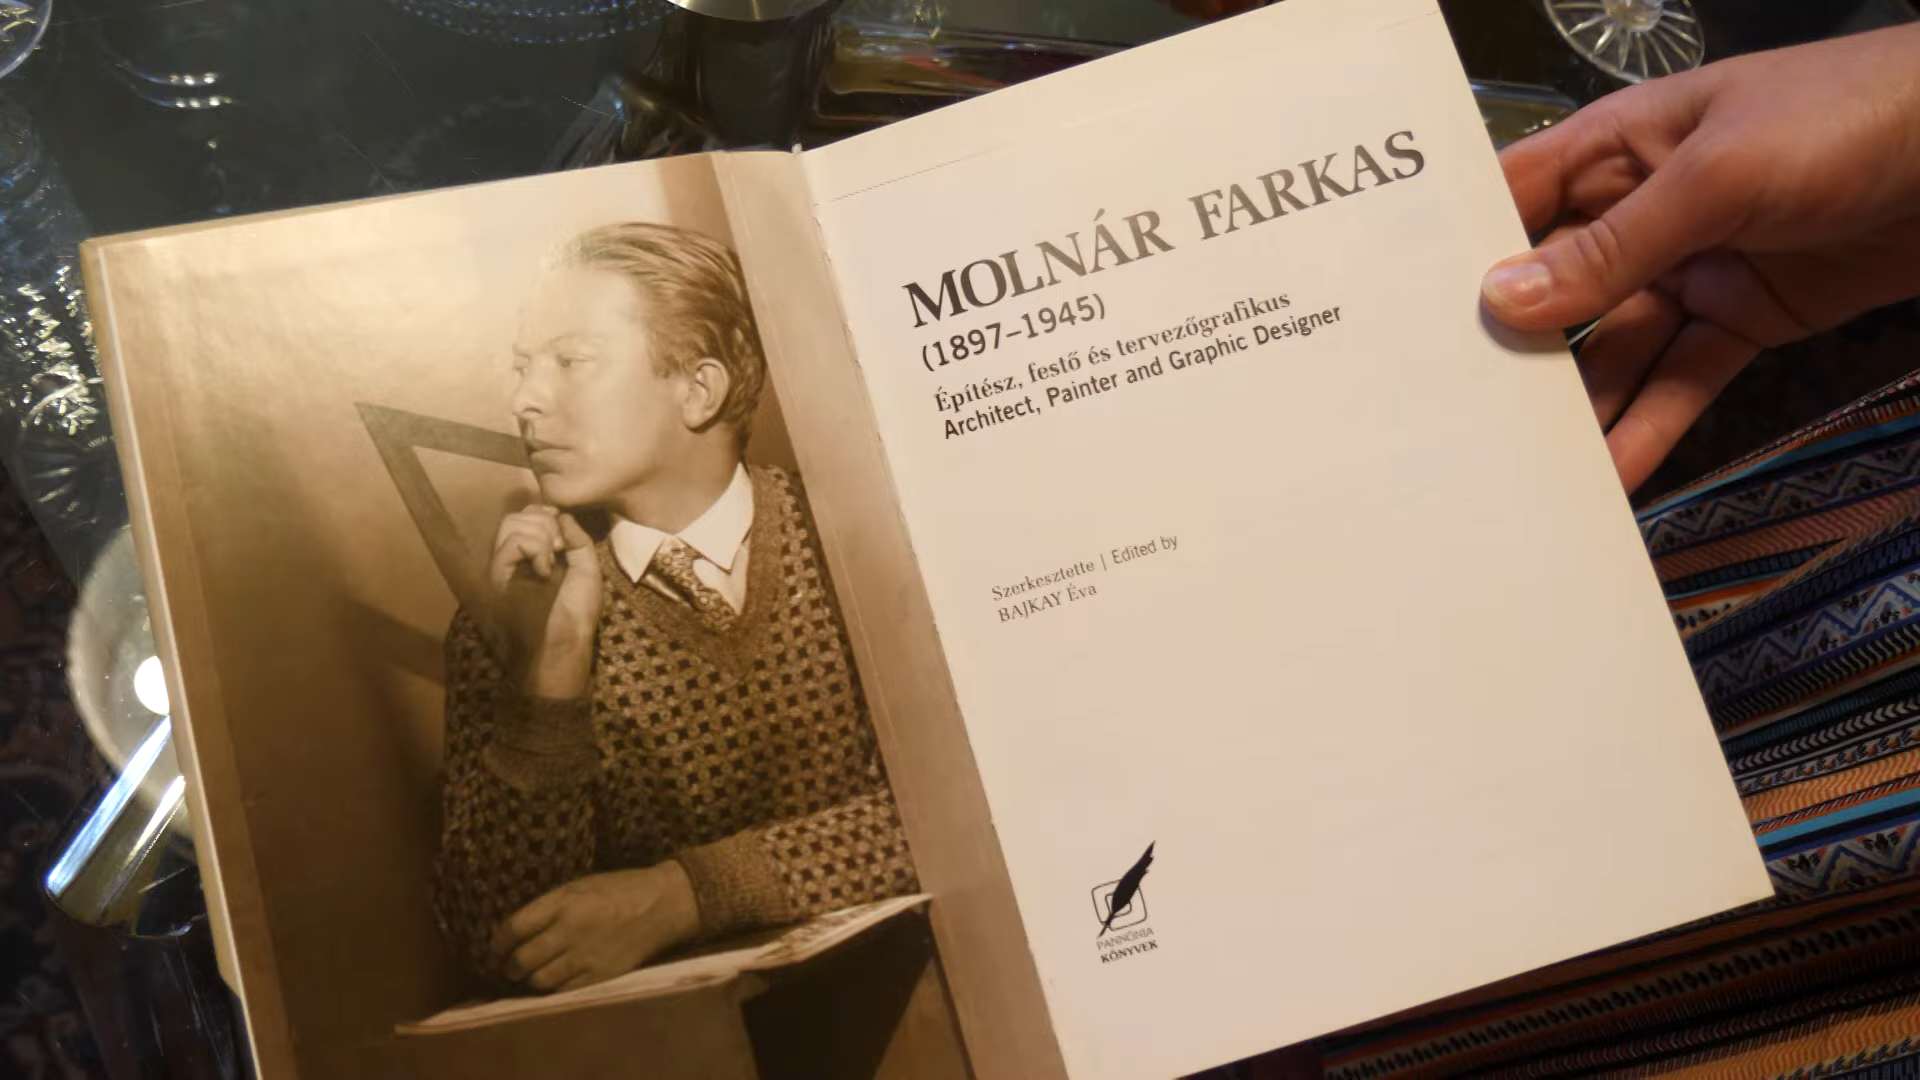 MOLNÁR FARKAS
(1897–1945)
Építész, festő és tervezőgrafikus
Architect, Painter and Graphic Designer
Szerkesztette | Edited by
BAJKAY Éva
PANNÓNIA
KÖNYVEK